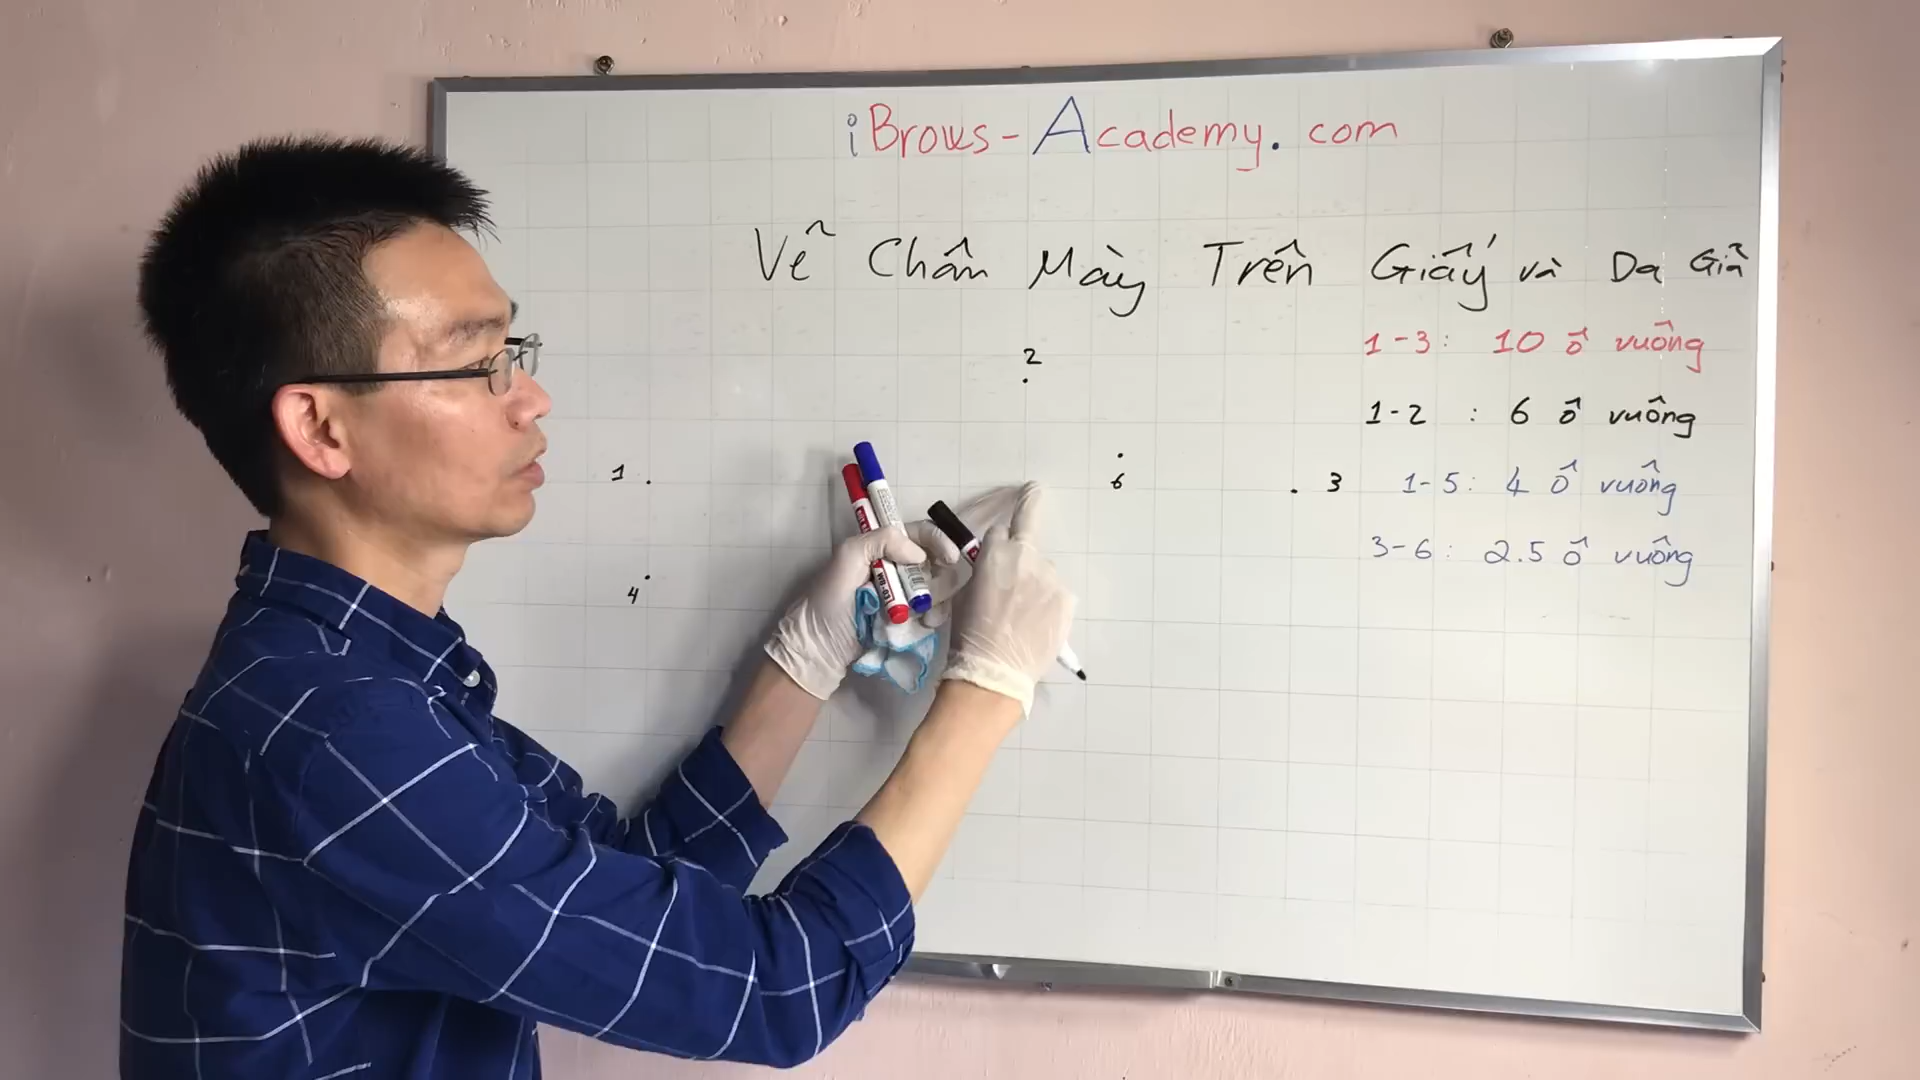 iBrows-Academy.com
Vẽ Chân Mày Trên Giấy và Da Giả
1-3: 10 ô vuông
2
1-2 : 6 ô vuông
1. 6 . 3 1-5: 4 ô vuông
3-6: 2.5 ô vuông
4